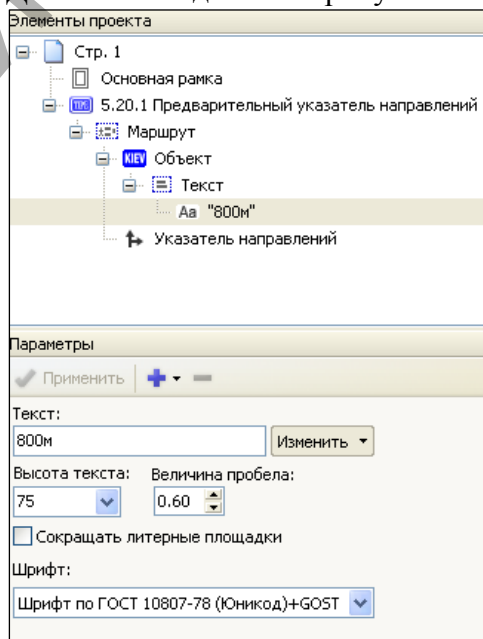 Элементы проекта
Стр. 1
Основная рамка
5.20.1 Предварительный указатель направлений
Маршрут
KIEV Объект
Текст
Aa "800м"
Указатель направлений
Параметры
Применить
Текст:
800м Изменить
Высота текста: Величина пробела:
75 0.60
Сокращать литерные площадки
Шрифт:
Шрифт по ГОСТ 10807-78 (Юникод)+GOST